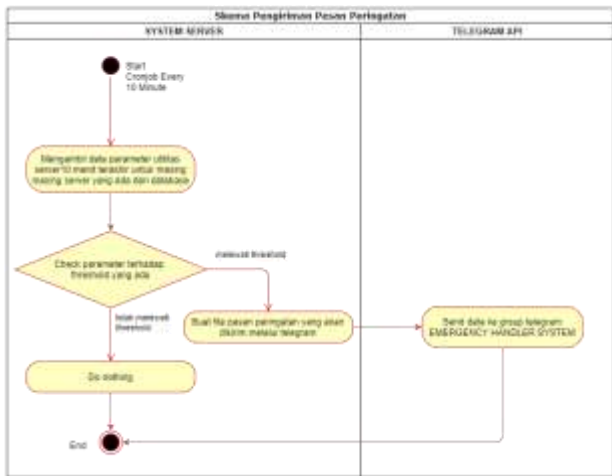 Skema Pengiriman Pesan Peringatan
SYSTEM SERVER
TELEGRAM API
Start
Cronjob Every
10 Minute
Mengambil data parameter utilitas
server 10 menit terakhir untuk masing
masing server yang ada dari database
Check parameter terhadap
threshold yang ada
melewati threshold
tidak melewati
threshold
Buat file pesan peringatan yang akan
dikirim melalui telegram
Send data ke group telegram
EMERGENCY HANDLER SYSTEM
Do nothing
End